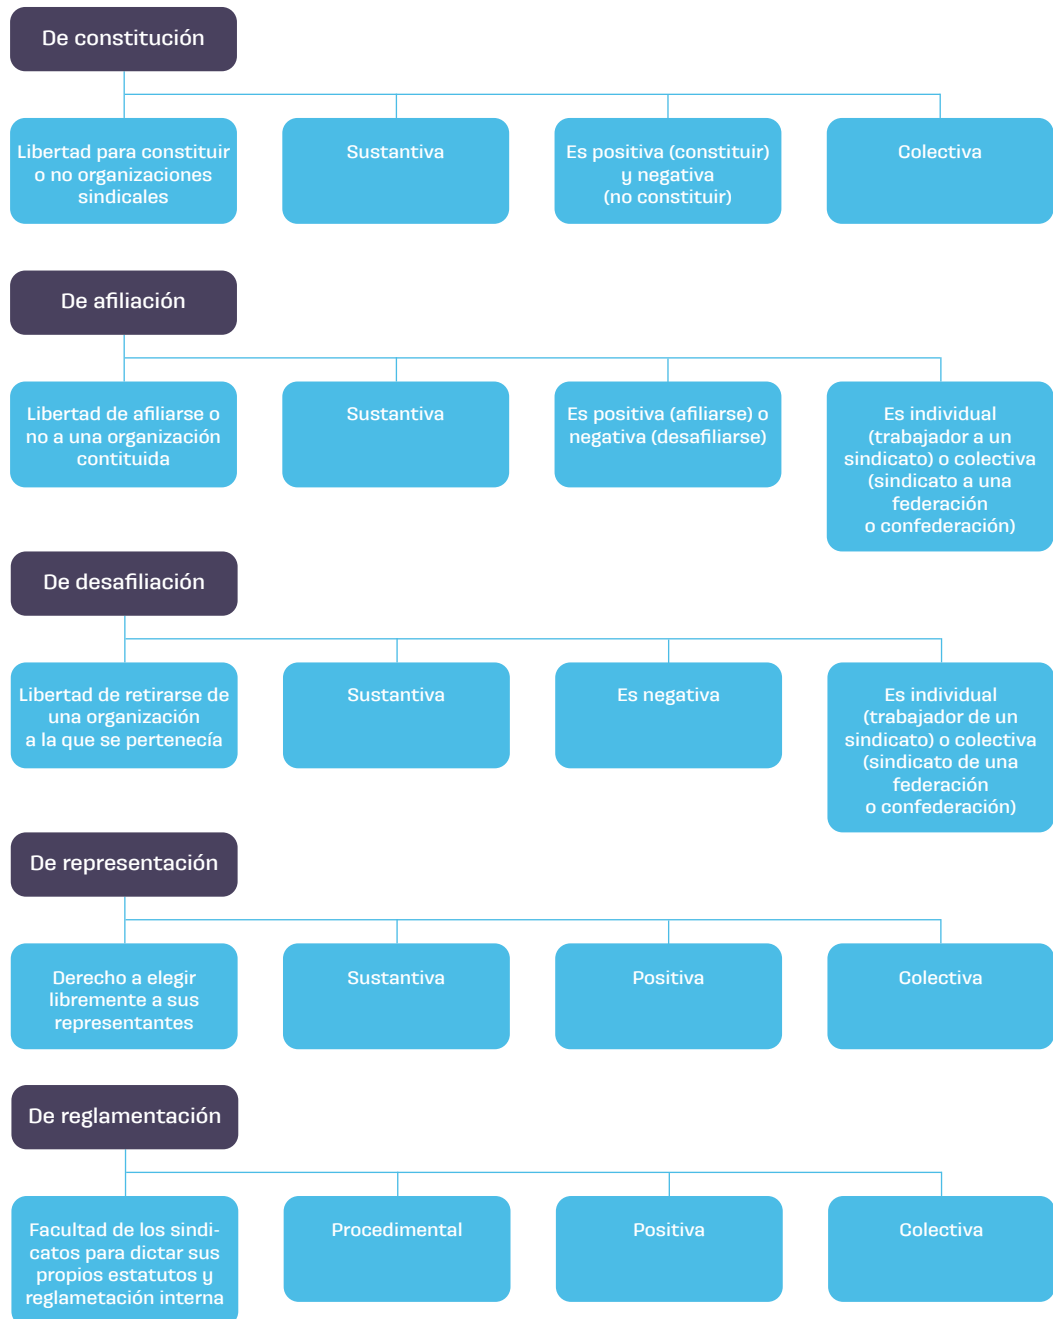 De constitución
Libertad para constituir
o no organizaciones
sindicales
Sustantiva
Es positiva (constituir)
y negativa
(no constituir)
Colectiva
De afiliación
Libertad de afiliarse o
no a una organización
contituida
Sustantiva
Es positiva (afiliarse) o
negativa (desafiliarse)
Es individual
(trabajador a un
sindicato) o colectiva
(sindicato a una
federación
o confederación)
De desafiliación
Libertad de retirarse de
una organización
a la que se pertenecía
Sustantiva
Es negativa
Es individual
(trabajador de un
sindicato) o colectiva
(sindicato de una
federación
o confederación)
De representación
Derecho a elegir
libremente a sus
representantes
Sustantiva
Positiva
Colectiva
De reglamentación
Facultad de los sindi-
catos para dictar sus
propios estatutos y
reglametación interna
Procedimental
Positiva
Colectiva